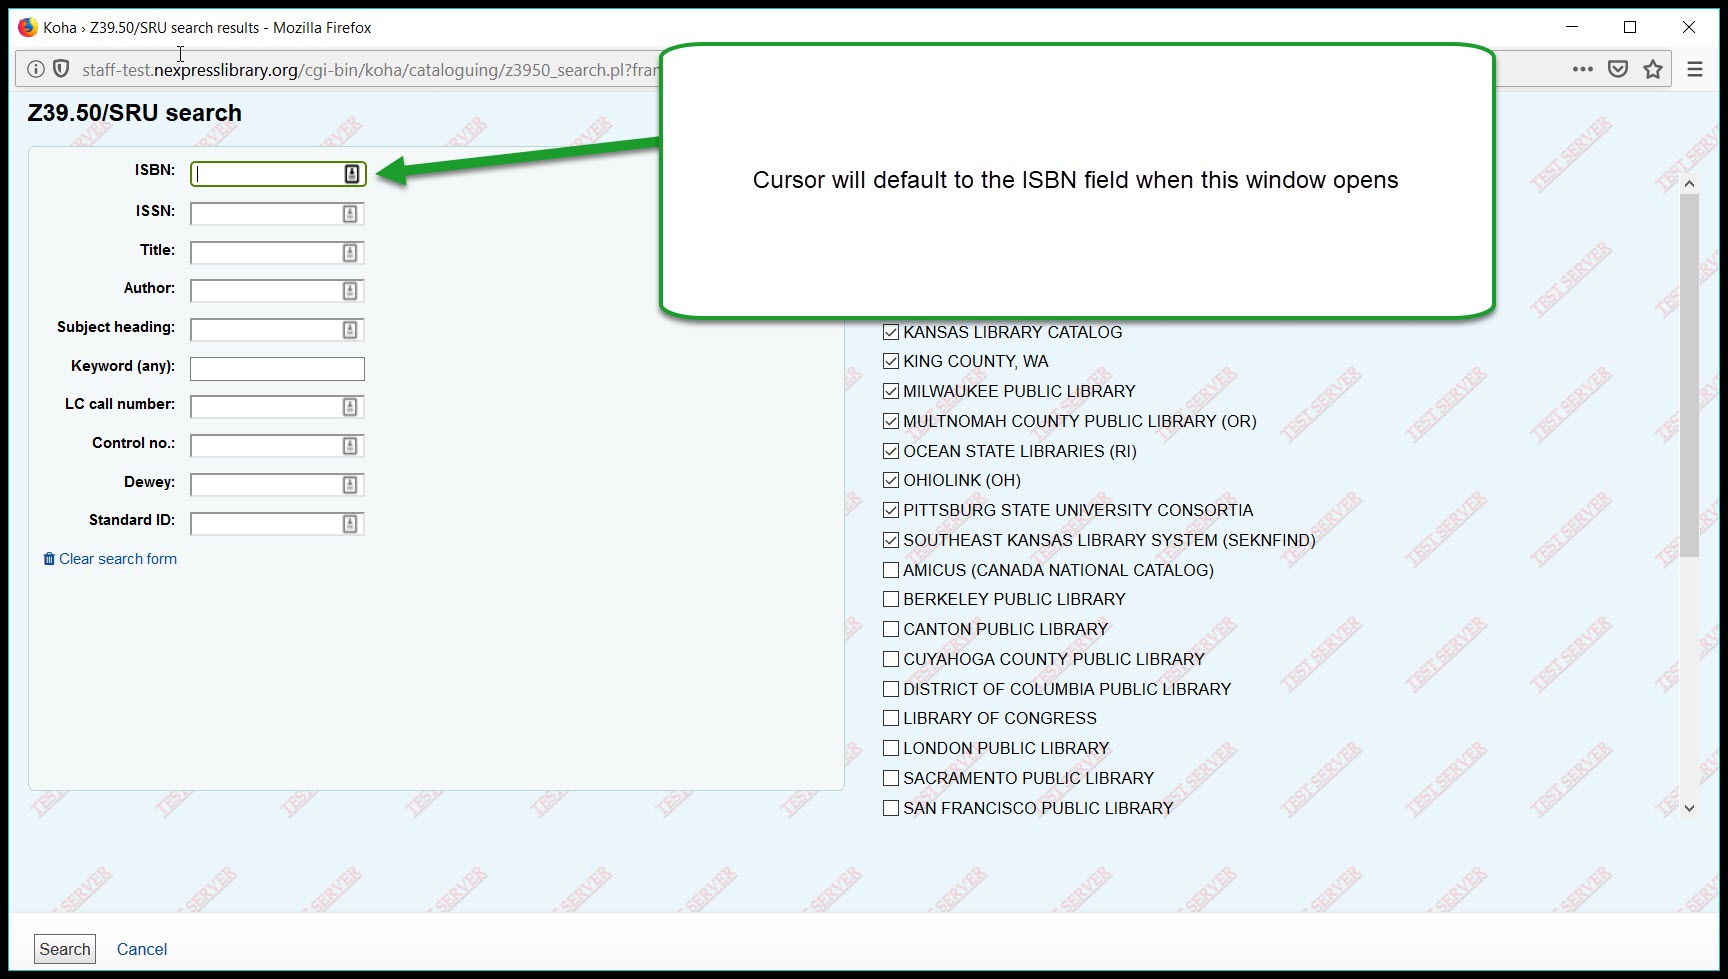 Koha › Z39.50/SRU search results - Mozilla Firefox
staff-test.nexpresslibrary.org/cgi-bin/koha/cataloguing/z3950_search.pl?fran
Z39.50/SRU search
Cursor will default to the ISBN field when this window opens
ISBN:
ISSN:
Title:
Author:
Subject heading:
Keyword (any):
LC call number:
Control no.:
Dewey:
Standard ID:
Clear search form
KANSAS LIBRARY CATALOG
KING COUNTY, WA
MILWAUKEE PUBLIC LIBRARY
MULTNOMAH COUNTY PUBLIC LIBRARY (OR)
OCEAN STATE LIBRARIES (RI)
OHIOLINK (OH)
PITTSBURG STATE UNIVERSITY CONSORTIA
SOUTHEAST KANSAS LIBRARY SYSTEM (SEKNFIND)
AMICUS (CANADA NATIONAL CATALOG)
BERKELEY PUBLIC LIBRARY
CANTON PUBLIC LIBRARY
CUYAHOGA COUNTY PUBLIC LIBRARY
DISTRICT OF COLUMBIA PUBLIC LIBRARY
LIBRARY OF CONGRESS
LONDON PUBLIC LIBRARY
SACRAMENTO PUBLIC LIBRARY
SAN FRANCISCO PUBLIC LIBRARY
TEST SERVER
Search
Cancel